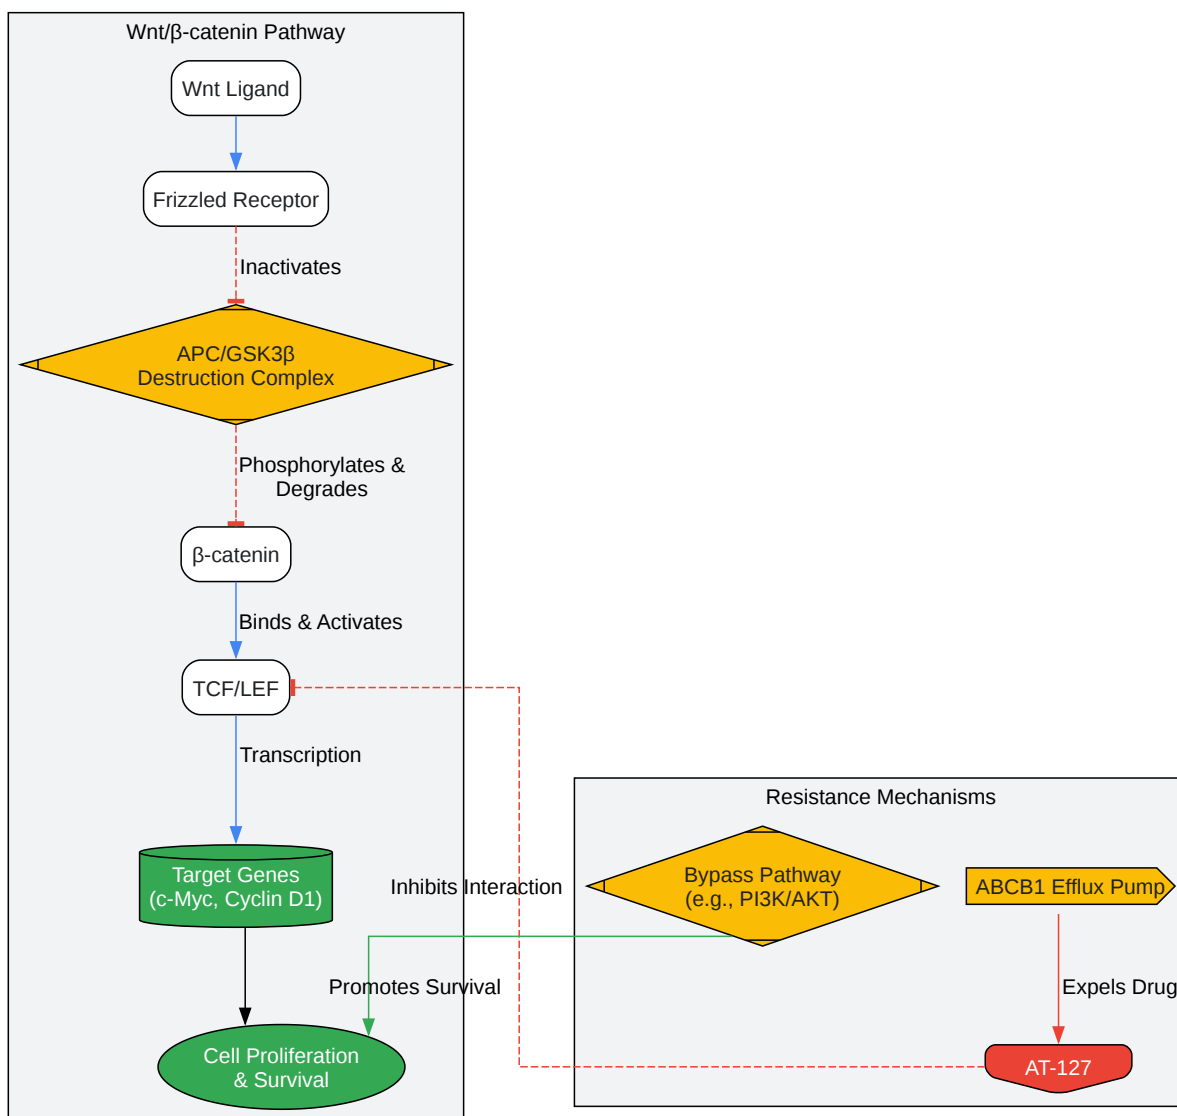 Wnt/β-catenin Pathway
Wnt Ligand
Frizzled Receptor
Inactivates
APC/GSK3β
Destruction Complex
Phosphorylates &
Degrades
β-catenin
Binds & Activates
TCF/LEF
Transcription
Target Genes
(c-Myc, Cyclin D1)
Inhibits Interaction
Promotes Survival
Cell Proliferation
& Survival
Resistance Mechanisms
Bypass Pathway
(e.g., PI3K/AKT)
ABCB1 Efflux Pump
Expels Drug
AT-127